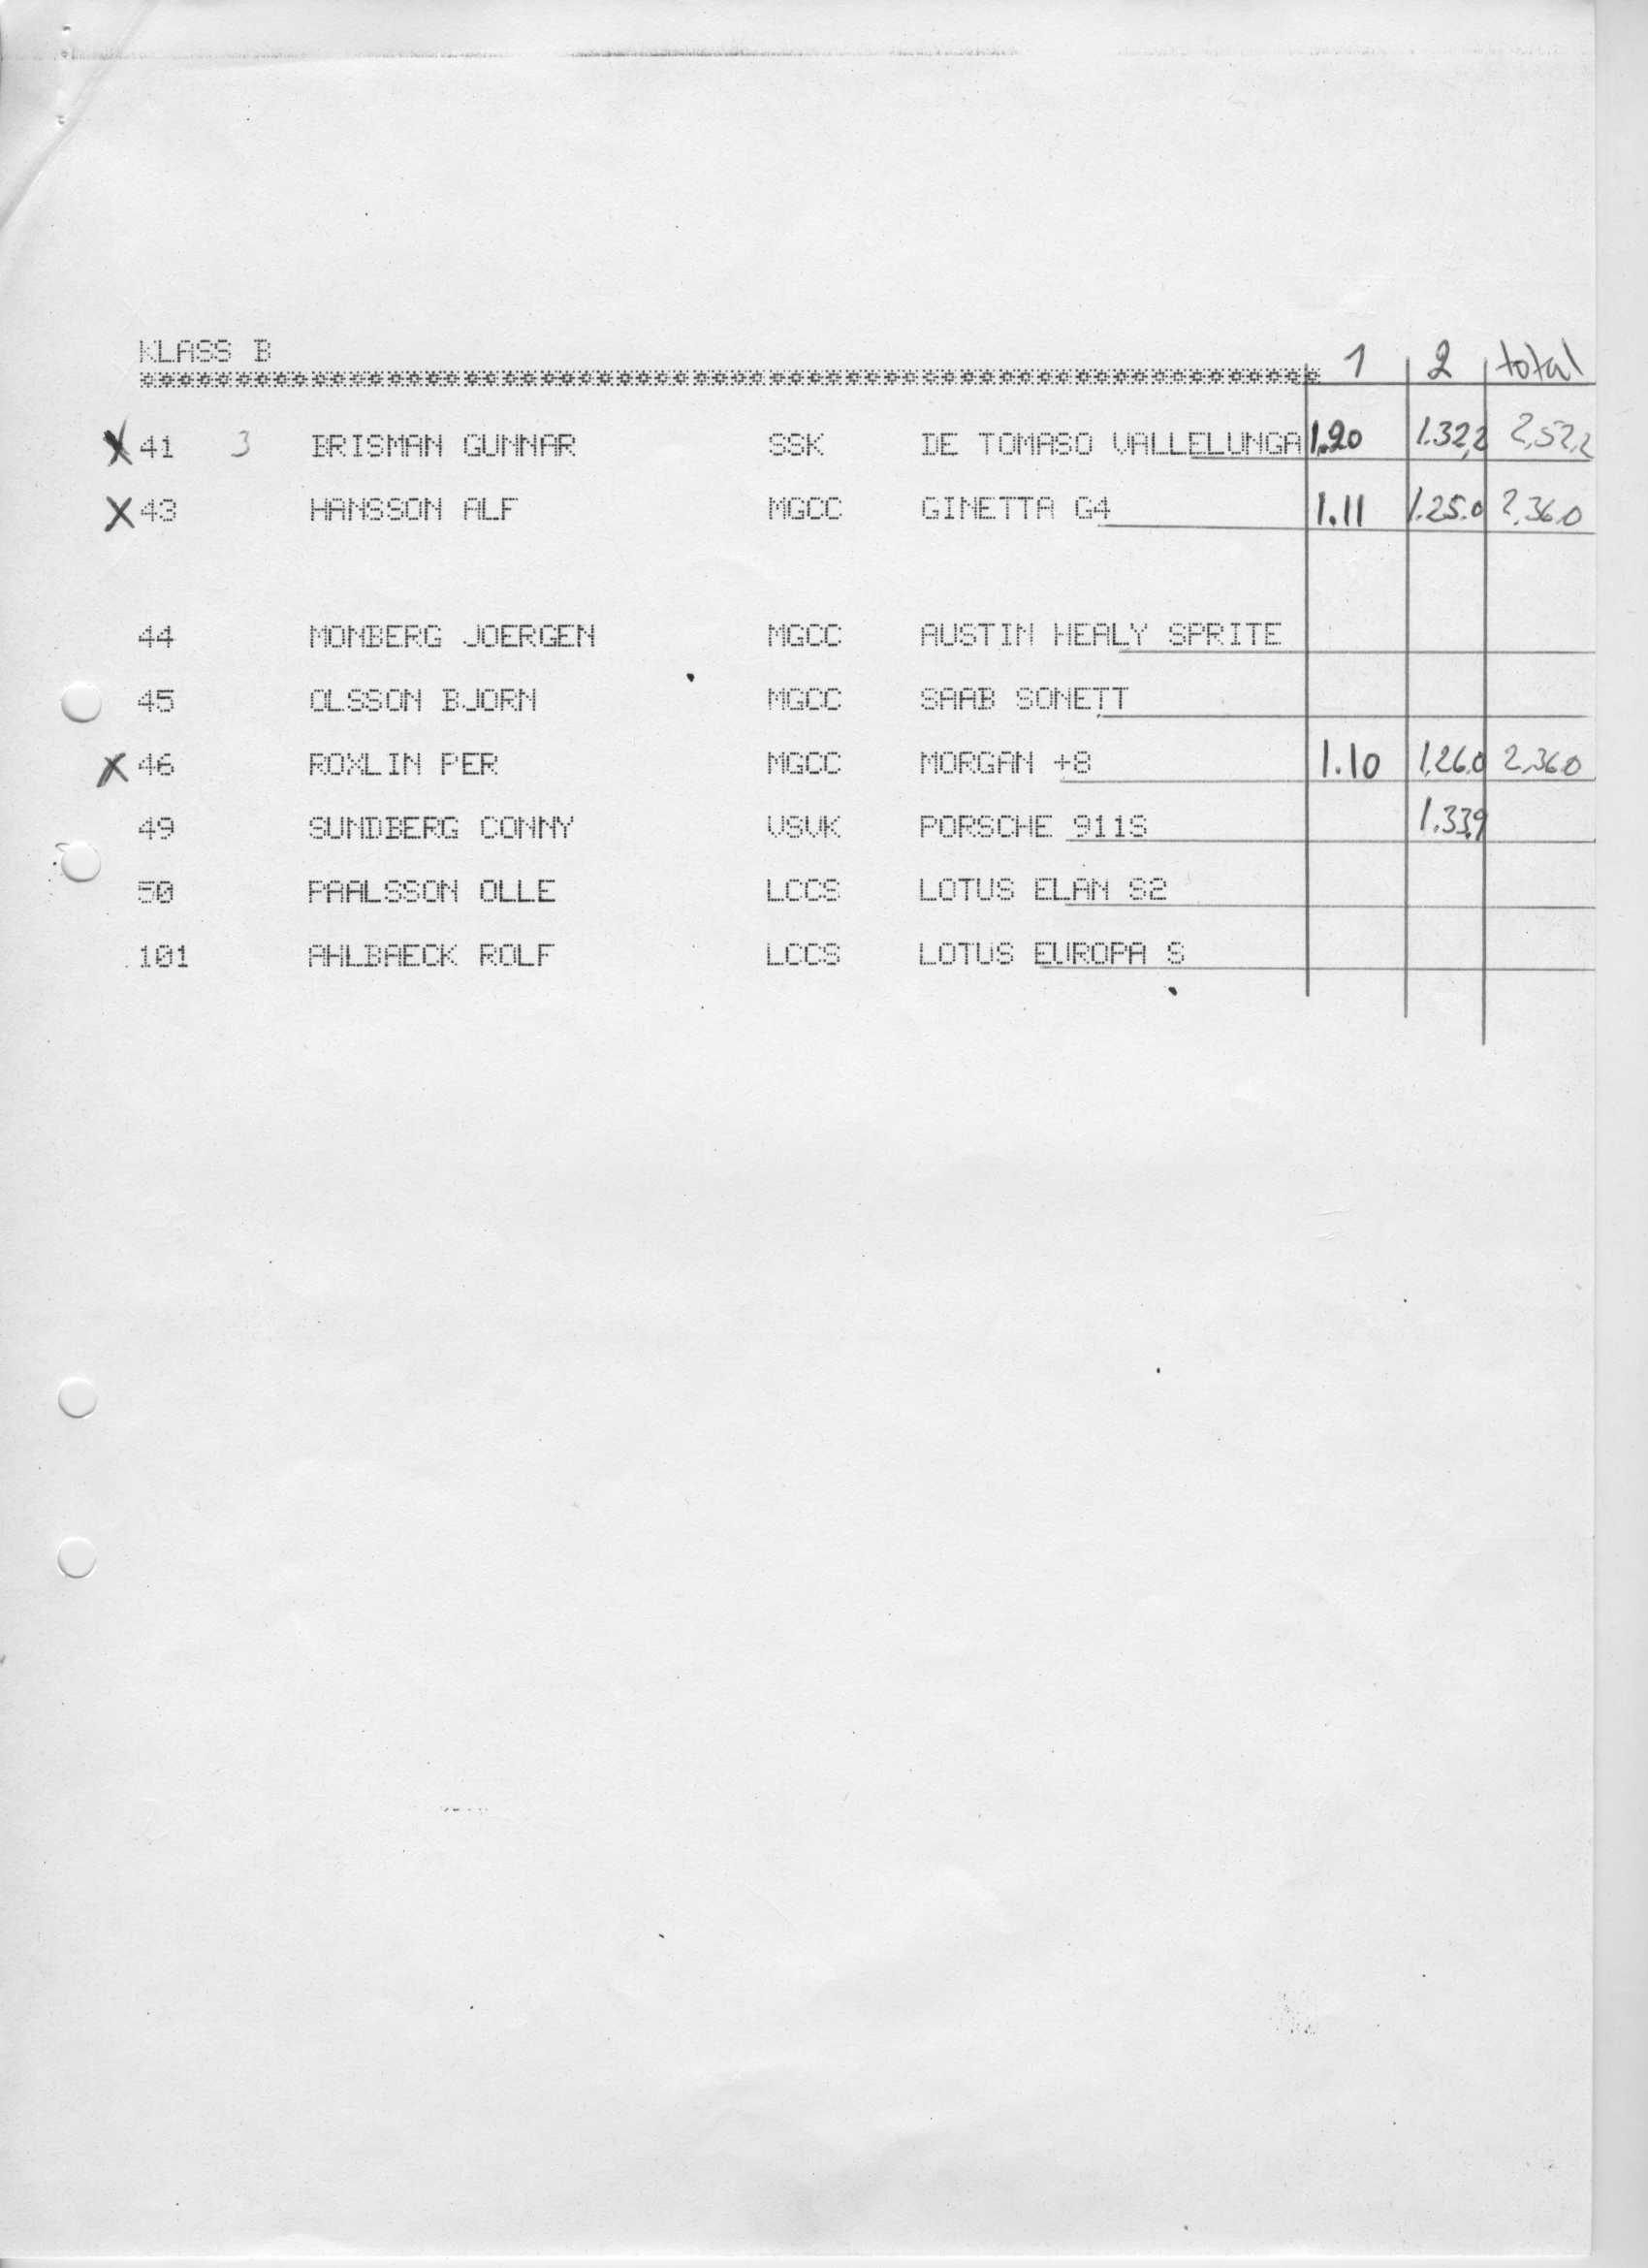 KLASS B 1 2 total
**************************************************************
X 41 3 BRISMAN GUNNAR SSK DE TOMASO VALLELUNGA 1.20 1.32,2 2,52,2
X 43 HANSSON ALF MGCC GINETTA G4 1.11 1.25.0 2.36.0
44 MONBERG JOERGEN MGCC AUSTIN HEALY SPRITE
45 OLSSON BJORN MGCC SAAB SONETT
X 46 ROXLIN PER MGCC MORGAN +8 1.10 1.26.0 2.36.0
49 SUNDBERG CONNY VSVK PORSCHE 911S 1.33,9
50 PAALSSON OLLE LCCS LOTUS ELAN S2
101 AHLBAECK ROLF LCCS LOTUS EUROPA S